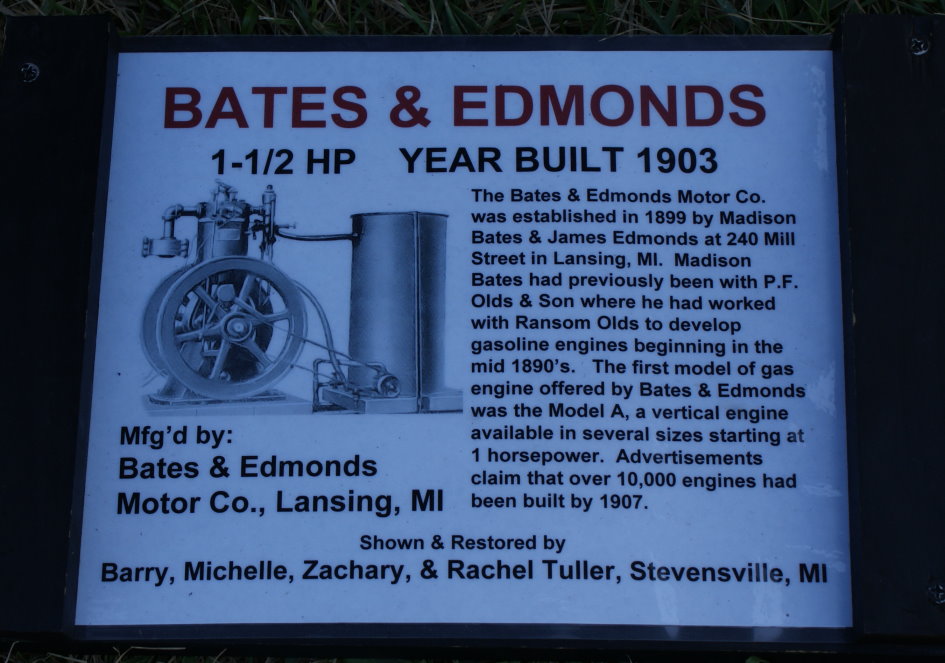 BATES & EDMONDS
1-1/2 HP YEAR BUILT 1903
The Bates & Edmonds Motor Co.
was established in 1899 by Madison
Bates & James Edmonds at 240 Mill
Street in Lansing, MI. Madison
Bates had previously been with P.F.
Olds & Son where he had worked
with Ransom Olds to develop
gasoline engines beginning in the
mid 1890's. The first model of gas
engine offered by Bates & Edmonds
was the Model A, a vertical engine
available in several sizes starting at
1 horsepower. Advertisements
claim that over 10,000 engines had
been built by 1907.
Mfg'd by:
Bates & Edmonds
Motor Co., Lansing, MI
Shown & Restored by
Barry, Michelle, Zachary, & Rachel Tuller, Stevensville, MI